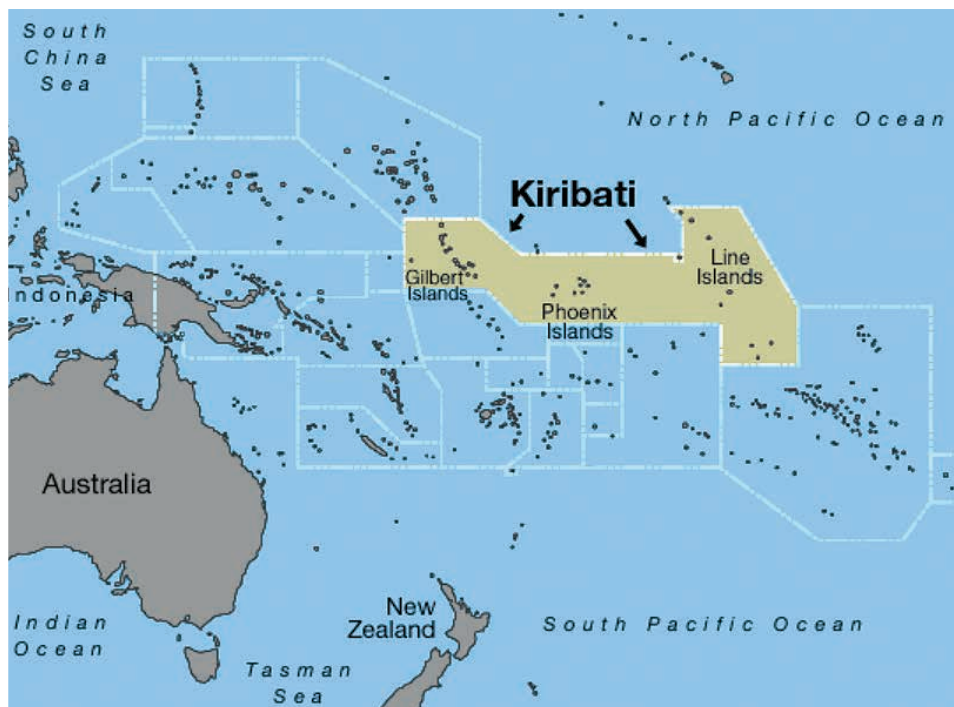 South
China
Sea
North Pacific Ocean
Kiribati
Line
Islands
Gilbert
Islands
Indonesia
Phoenix
Islands
Australia
New
Zealand
South Pacific Ocean
Indian
Ocean
Tasman
Sea